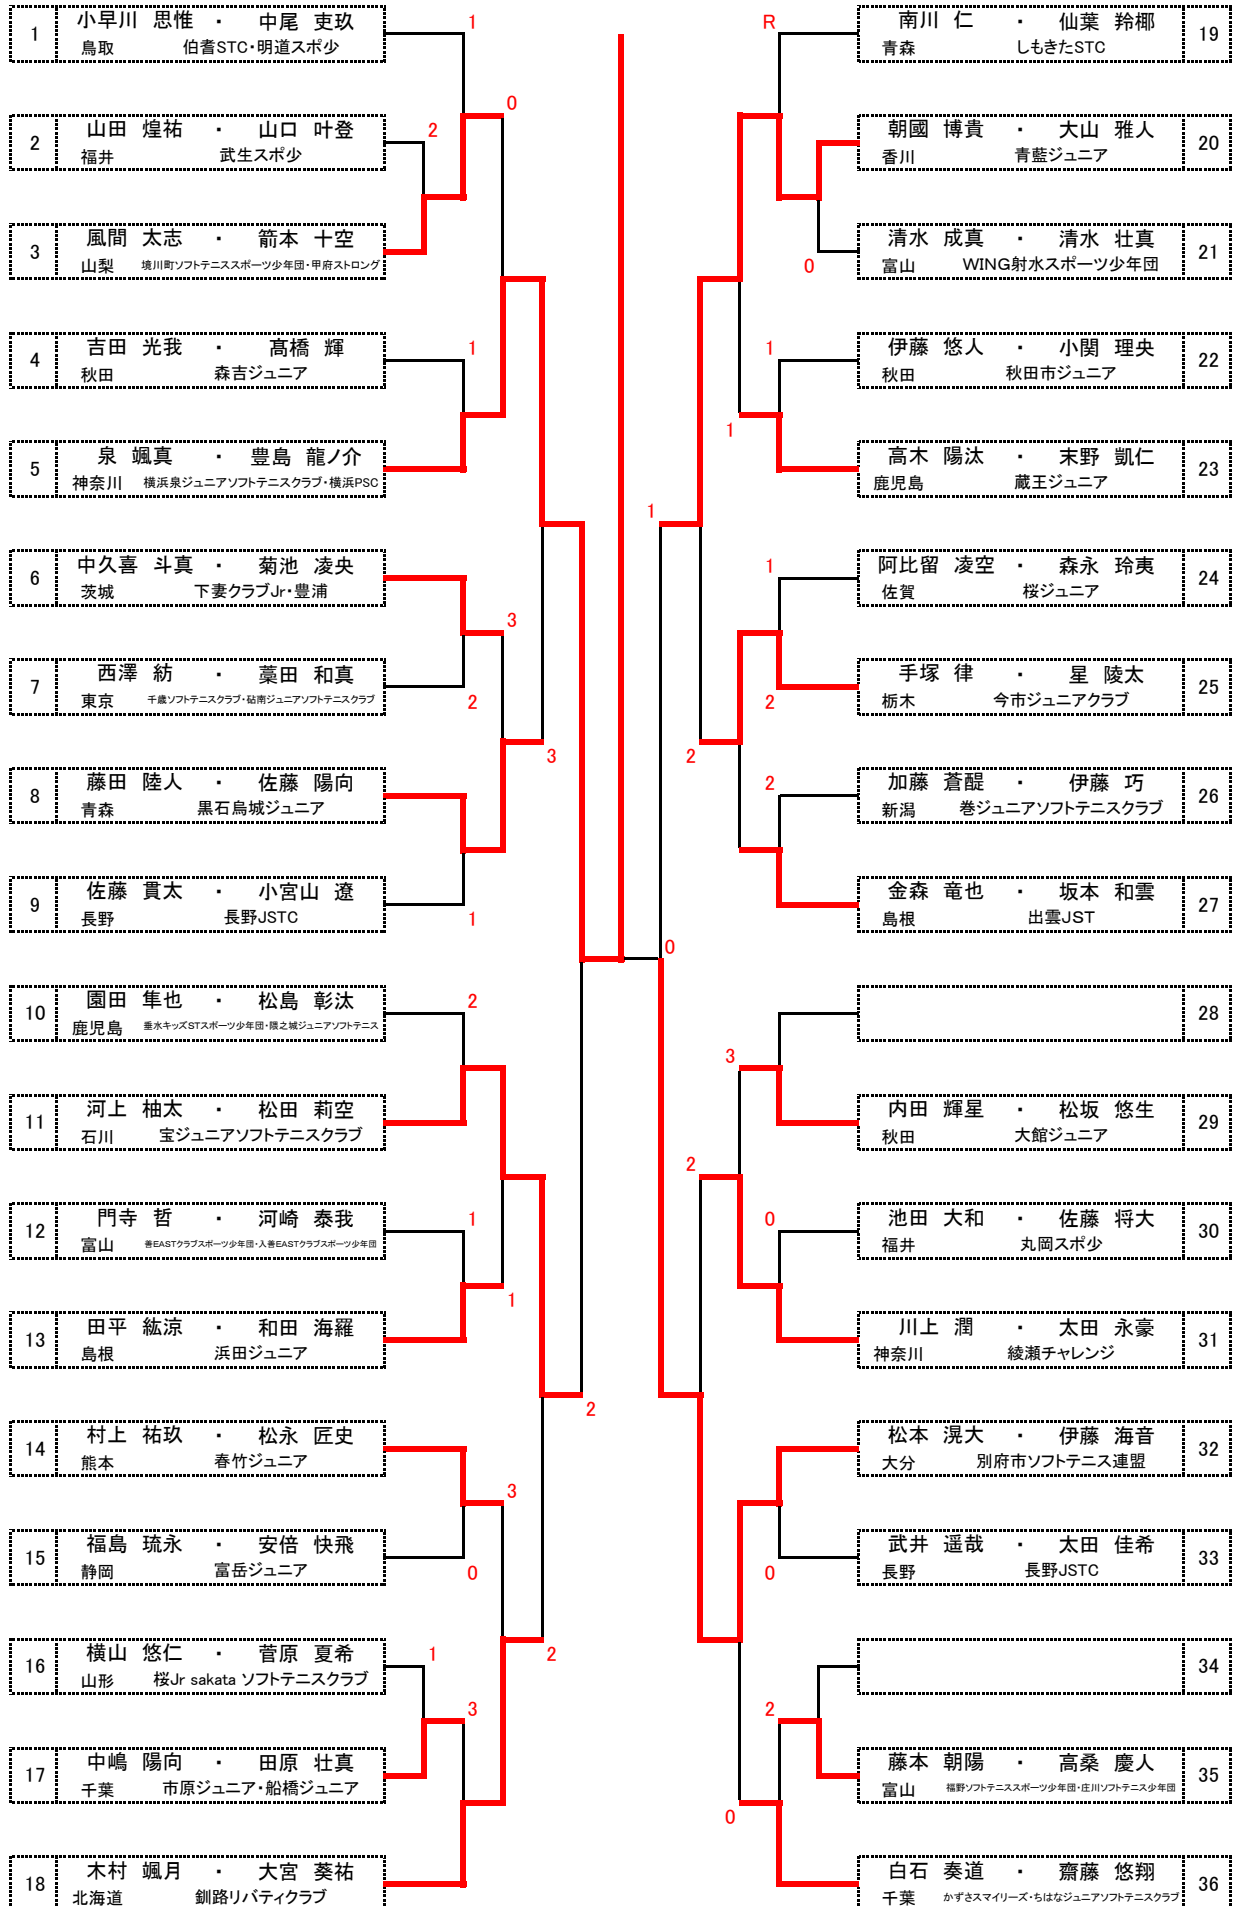 1 小早川 思惟 ・ 中尾 吏玖
鳥取 伯耆STC・明道スポ少
1
0
2 山田 煌祐 ・ 山口 叶登
福井 武生スポ少
2
3 風間 太志 ・ 箭本 十空
山梨 境川町ソフトテニススポーツ少年団・甲府ストロング
4 吉田 光我 ・ 髙橋 輝
秋田 森吉ジュニア
1
5 泉 颯真 ・ 豊島 龍ノ介
神奈川 横浜泉ジュニアソフトテニスクラブ・横浜PSC
6 中久喜 斗真 ・ 菊池 凌央
茨城 下妻クラブJr・豊浦
3
7 西澤 紡 ・ 藁田 和真
東京 千歳ソフトテニスクラブ・砧南ジュニアソフトテニスクラブ
2
3
8 藤田 陸人 ・ 佐藤 陽向
青森 黒石烏城ジュニア
9 佐藤 貫太 ・ 小宮山 遼
長野 長野JSTC
1
10 園田 隼也 ・ 松島 彰汰
鹿児島 垂水キッズSTスポーツ少年団・隈之城ジュニアソフトテニス
2
11 河上 柚太 ・ 松田 莉空
石川 宝ジュニアソフトテニスクラブ
12 門寺 哲 ・ 河崎 泰我
富山 善EASTクラブスポーツ少年団・入善EASTクラブスポーツ少年団
1
1
13 田平 紘涼 ・ 和田 海羅
島根 浜田ジュニア
2
14 村上 祐玖 ・ 松永 匠史
熊本 春竹ジュニア
3
15 福島 琉永 ・ 安倍 快飛
静岡 富岳ジュニア
0
16 横山 悠仁 ・ 菅原 夏希
山形 桜Jr sakata ソフトテニスクラブ
1
2
3
17 中嶋 陽向 ・ 田原 壮真
千葉 市原ジュニア・船橋ジュニア
18 木村 颯月 ・ 大宮 葵祐
北海道 釧路リバティクラブ
R
南川 仁 ・ 仙葉 羚椰 19
青森 しもきたSTC
朝國 博貴 ・ 大山 雅人 20
香川 青藍ジュニア
清水 成真 ・ 清水 壮真 21
富山 WING射水スポーツ少年団
0
1
伊藤 悠人 ・ 小関 理央 22
秋田 秋田市ジュニア
1
高木 陽汰 ・ 末野 凱仁 23
鹿児島 蔵王ジュニア
1
1
阿比留 凌空 ・ 森永 玲夷 24
佐賀 桜ジュニア
手塚 律 ・ 星 陵太 25
栃木 今市ジュニアクラブ
2
2
2
加藤 蒼醍 ・ 伊藤 巧 26
新潟 巻ジュニアソフトテニスクラブ
金森 竜也 ・ 坂本 和雲 27
島根 出雲JST
0
28
3
内田 輝星 ・ 松坂 悠生 29
秋田 大館ジュニア
2
0
池田 大和 ・ 佐藤 将大 30
福井 丸岡スポ少
川上 潤 ・ 太田 永豪 31
神奈川 綾瀬チャレンジ
松本 滉大 ・ 伊藤 海音 32
大分 別府市ソフトテニス連盟
武井 遥哉 ・ 太田 佳希 33
長野 長野JSTC
0
34
2
藤本 朝陽 ・ 高桑 慶人 35
富山 福野ソフトテニススポーツ少年団・庄川ソフトテニス少年団
0
白石 奏道 ・ 齋藤 悠翔 36
千葉 かずさスマイリーズ・ちはなジュニアソフトテニスクラブ